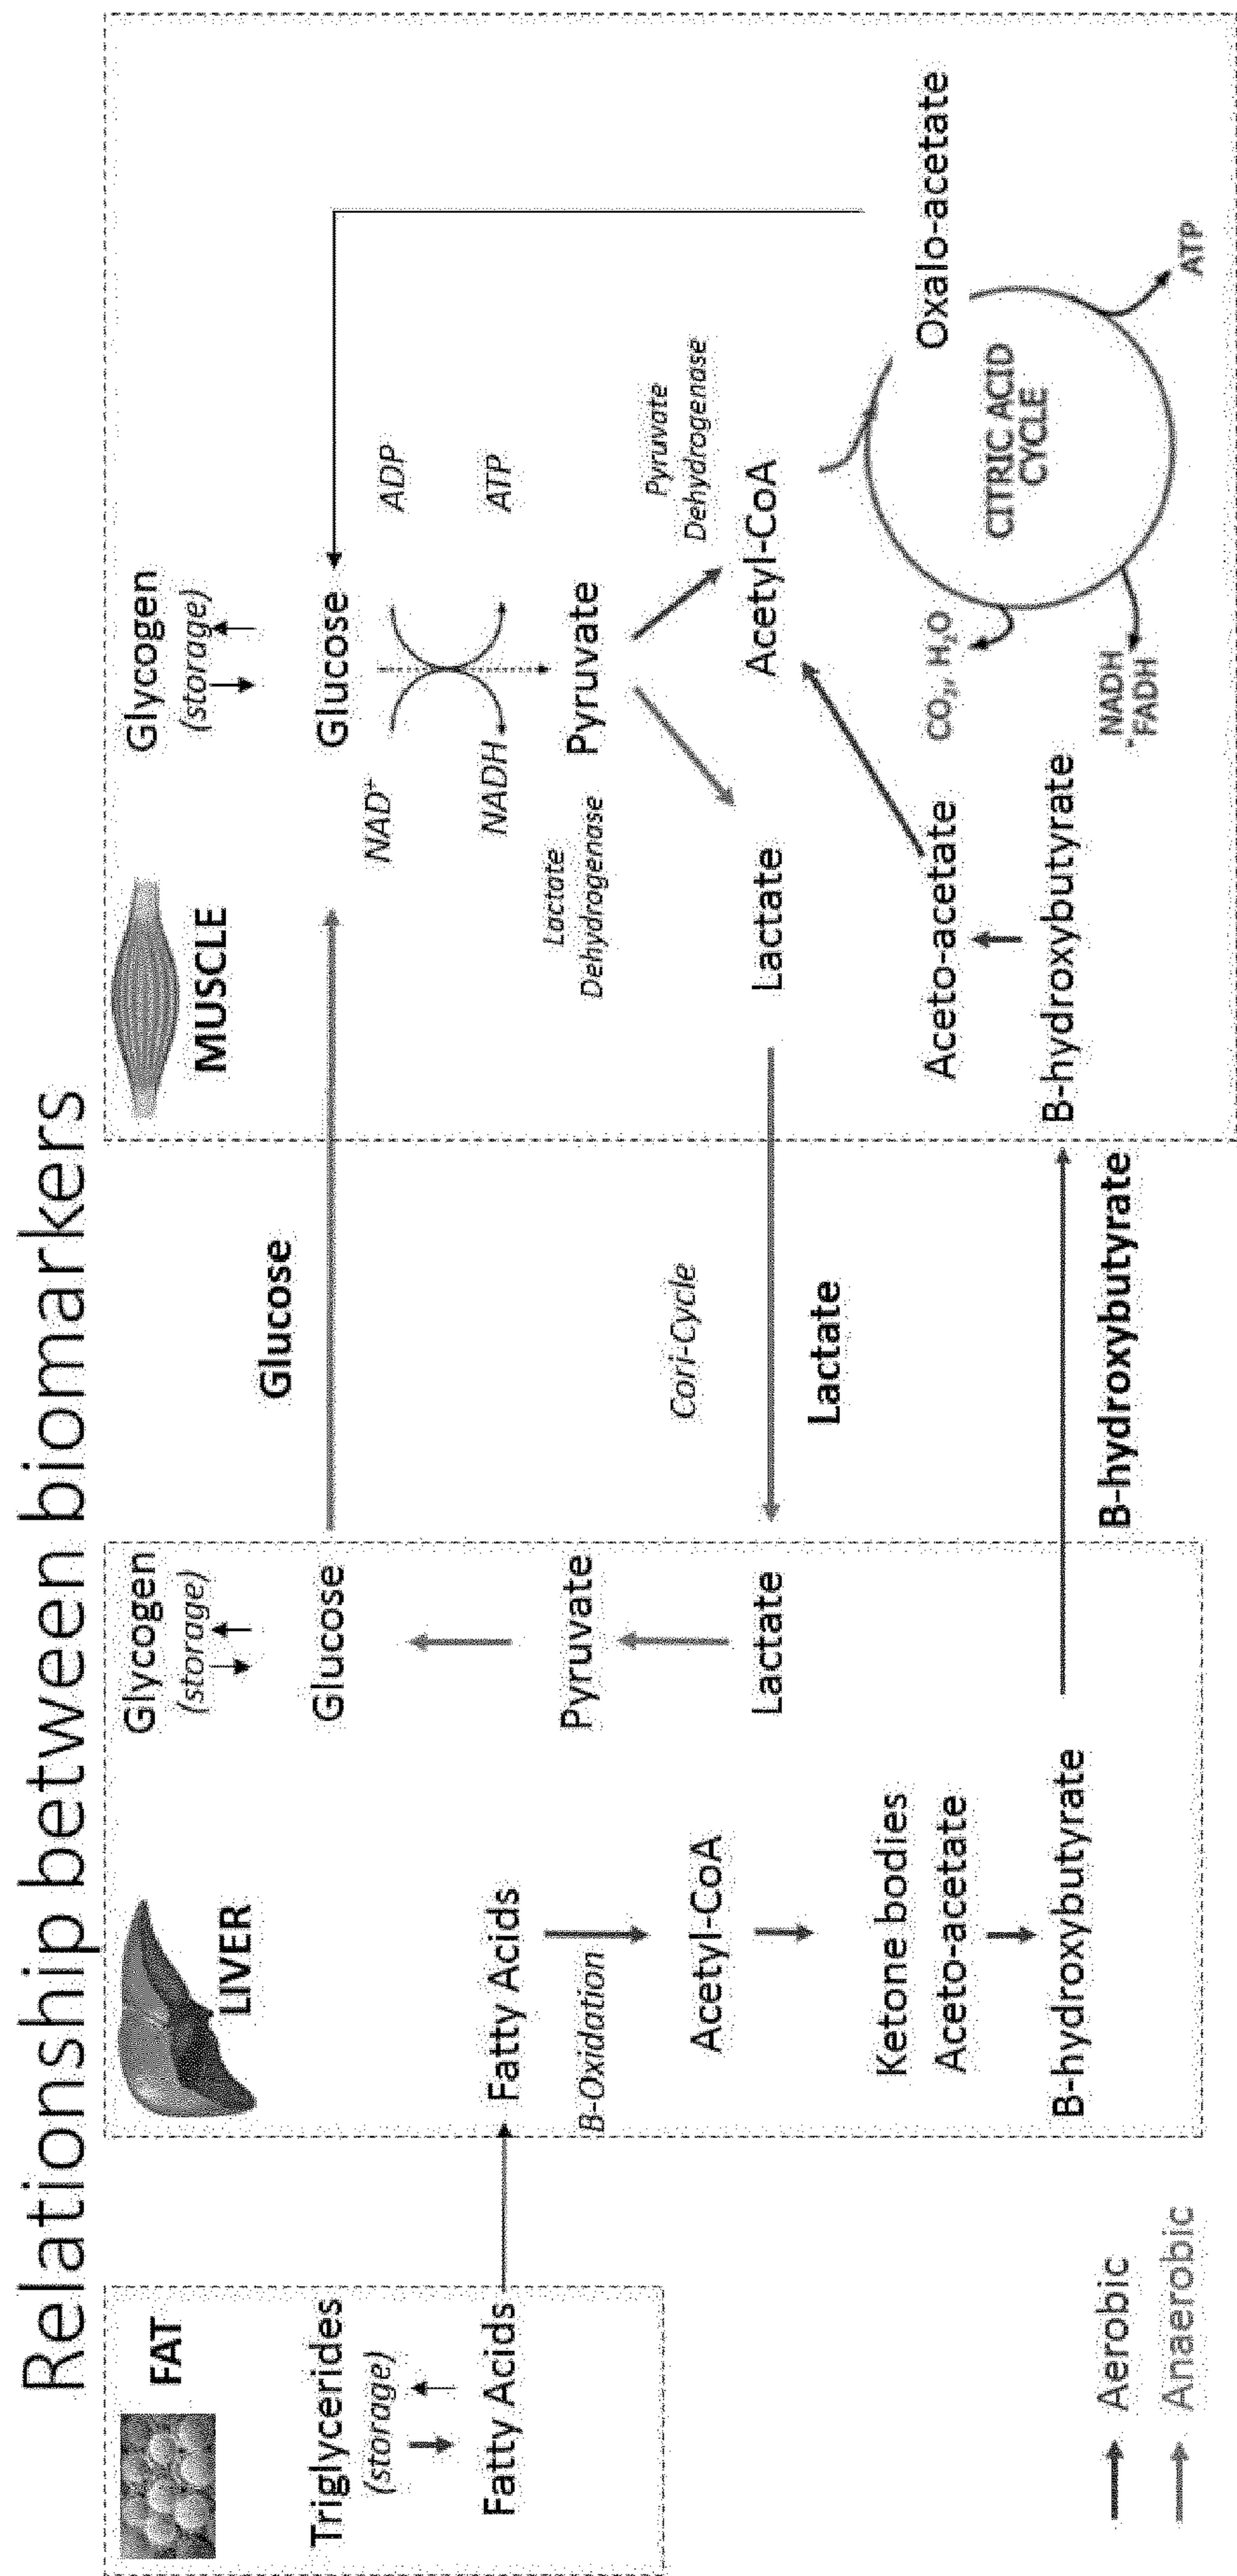 Relationship between biomarkers
FAT
Triglycerides
(storage)
Fatty Acids
LIVER
Fatty Acids
B-Oxidation
Acetyl-CoA
Ketone bodies
Aceto-acetate
B-hydroxybutyrate
Glycogen
(storage)
Glucose
Pyruvate
Lactate
Glucose
Cori-Cycle
Lactate
B-hydroxybutyrate
MUSCLE
Glycogen
(storage)
Glucose
NAD⁺
ADP
NADH
ATP
Pyruvate
Lactate
Dehydrogenase
Pyruvate
Dehydrogenase
Lactate
Acetyl-CoA
Aceto-acetate
B-hydroxybutyrate
Oxalo-acetate
CITRIC ACID
CYCLE
CO₂, H₂O
NADH
FADH
ATP
Aerobic
Anaerobic